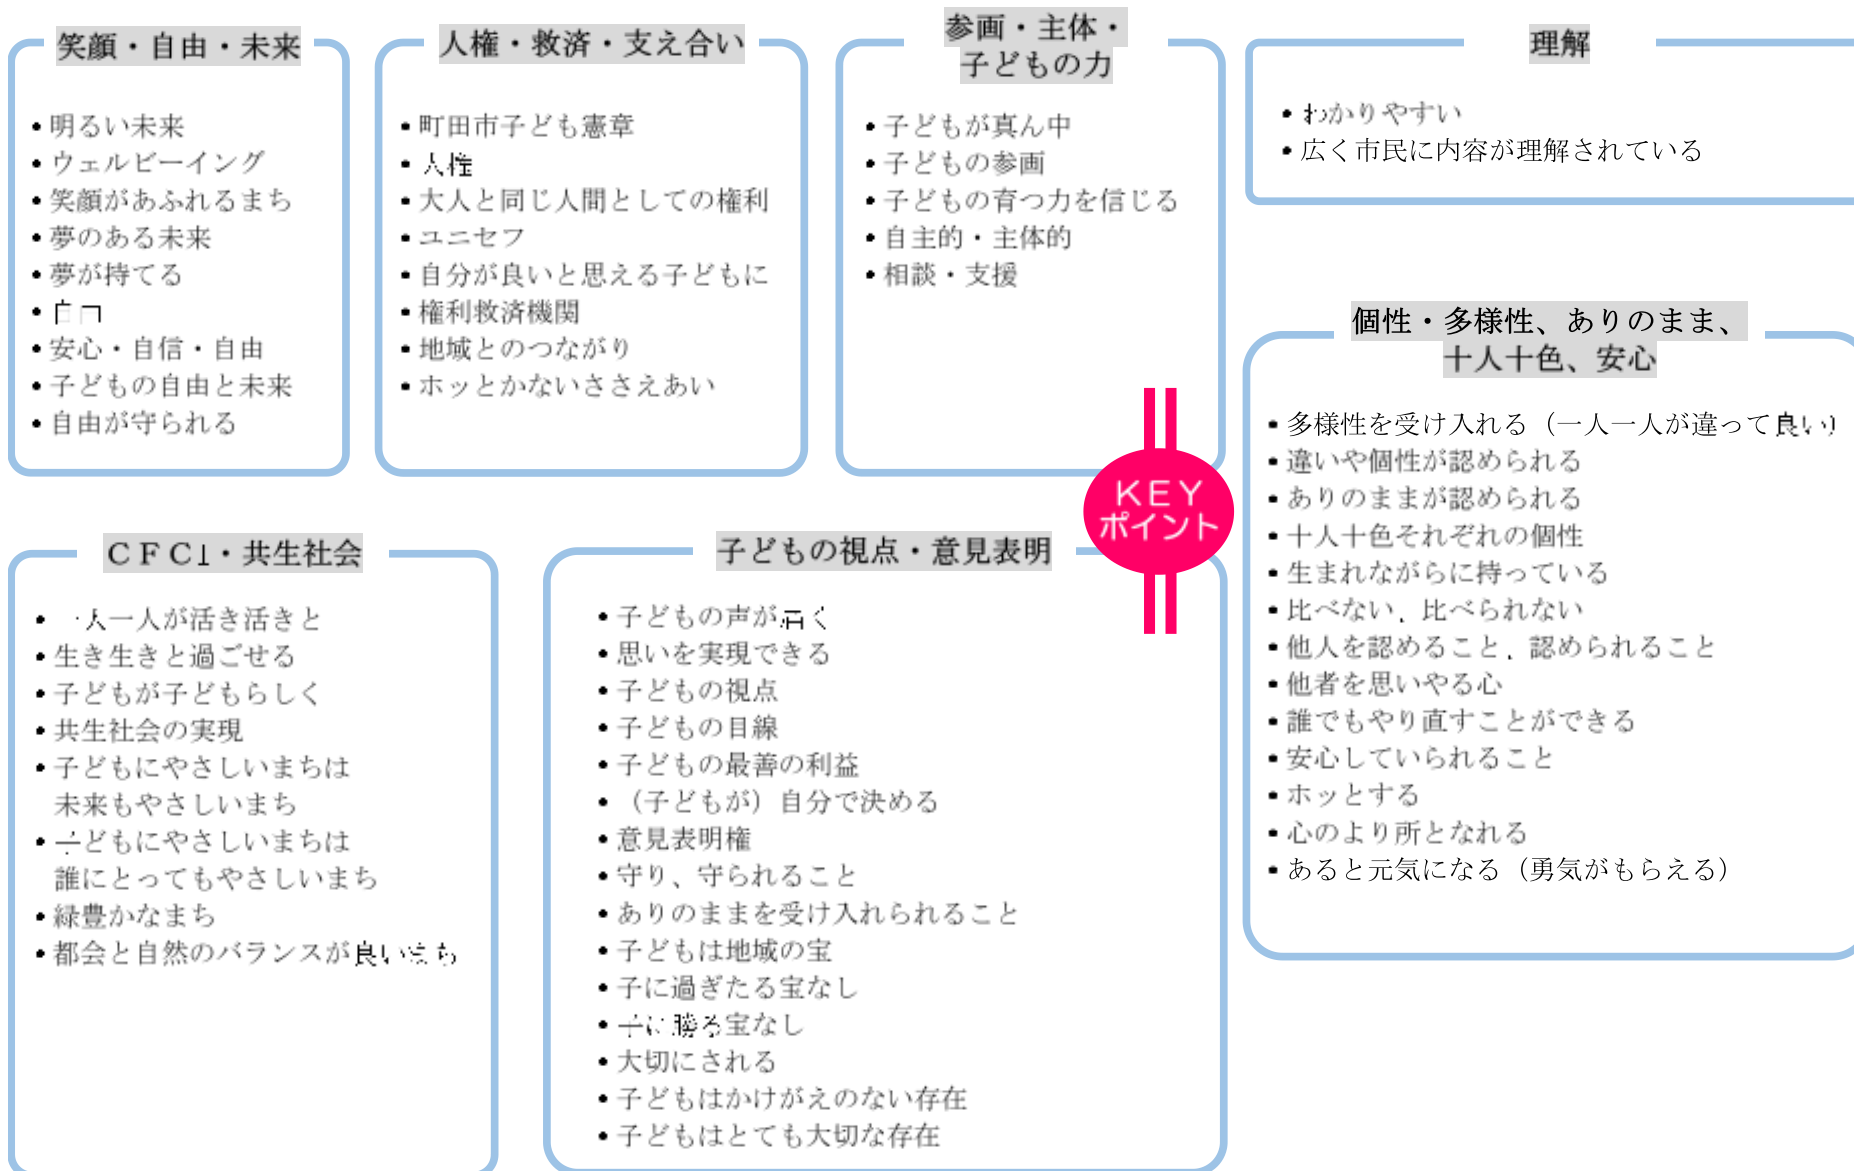 笑顔・自由・未来
・明るい未来
・ウェルビーイング
・笑顔があふれるまち
・夢のある未来
・夢が持てる
・安心・自信・自由
・子どもの自由と未来
・自由が守られる
人権・救済・支え合い
・町田市子ども憲章
・人権
・大人と同じ人間としての権利
・ユニセフ
・自分が良いと思える子どもに
・権利救済機関
・地域とのつながり
・ホッとかないささえあい
参画・主体・
子どもの力
・子どもが真ん中
・子どもの参画
・子どもの育つ力を信じる
・自主的・主体的
・相談・支援
理解
・わかりやすい
・広く市民に内容が理解されている
KEY
ポイント
個性・多様性、ありのまま、
十人十色、安心
・多様性を受け入れる（一人一人が違って良い）
・違いや個性が認められる
・ありのままが認められる
・十人十色それぞれの個性
・生まれながらに持っている
・比べない、比べられない
・他人を認めること、認められること
・他者を思いやる心
・誰でもやり直すことができる
・安心していられること
・ホッとする
・心のより所となれる
・あると元気になる（勇気がもらえる）
ＣＦＣＩ・共生社会
・一人一人が活き活きと
・生き生きと過ごせる
・子どもが子どもらしく
・共生社会の実現
・子どもにやさしいまちは
未来もやさしいまち
・子どもにやさしいまちは
誰にとってもやさしいまち
・緑豊かなまち
・都会と自然のバランスが良いまち
子どもの視点・意見表明
・子どもの声が
・思いを実現できる
・子どもの視点
・子どもの目線
・子どもの最善の利益
・（子どもが）自分で決める
・意見表明権
・守り、守られること
・ありのままを受け入れられること
・子どもは地域の宝
・子に過ぎたる宝なし
・子に勝る宝なし
・大切にされる
・子どもはかけがえのない存在
・子どもはとても大切な存在